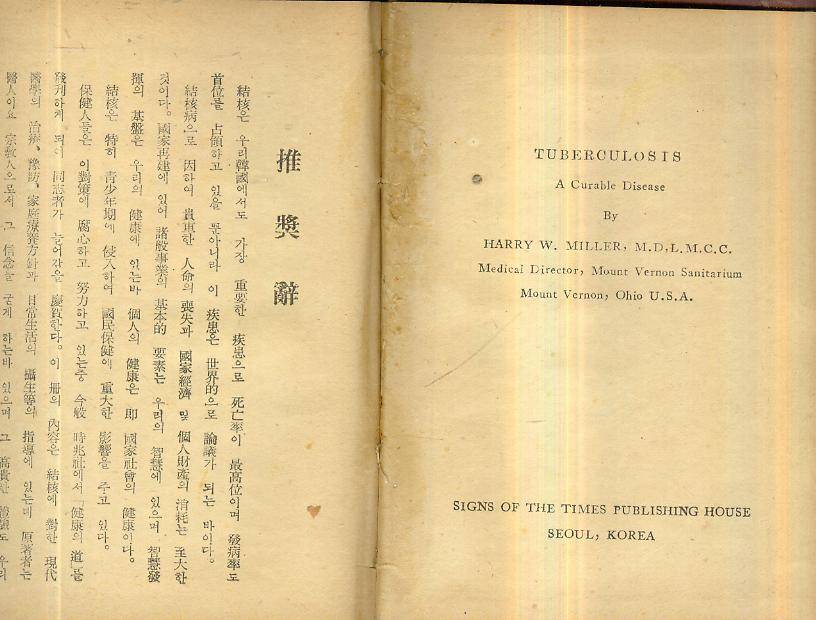 TUBERCULOSIS
A Curable Disease
By
HARRY W. MILLER, M.D,L.M.C.C.
Medical Director, Mount Vernon Sanitarium
Mount Vernon, Ohio U.S.A.
SIGNS OF THE TIMES PUBLISHING HOUSE
SEOUL, KOREA
推奬辭
結核은 우리韓國에서도 가장 重要한 疾患으로 死亡率이 最高位이며 發病率도
首位를 占領하고 있을 뿐아니라 이 疾患은 世界的으로 論議가 되는 바이다。
結核病으로 因하여 貴重한 人命의 喪失과 國家經濟 및 個人財產의 消耗는 至大한
것이다。國家再建에 있어 諸般事業의 基本的 要素는 우리의 智慧에 있으며 智慧發
揮의 基盤은 우리의 健康에 있는바 個人의 健康은 即 國家社會의 健康이다。
結核은 特히 青少年期에 侵入하여 國民保健에 重大한 影響을 주고 있다。
保健人들은 이對策에 腐心하고 努力하고 있는중 今般 時兆社에서「健康의 道」를
發刊하게 되어 同志者가 늘어감을 慶賀한다。이 册의 內容은 結核에 對한 現代
醫學의 治療、豫防、家庭療養方針과 日常生活의 攝生等의 指導에 있는데 原著者는
醫人이요 宗敎人으로서 그 信念을 굳게 하는바 있으며 그 高貴한 우리